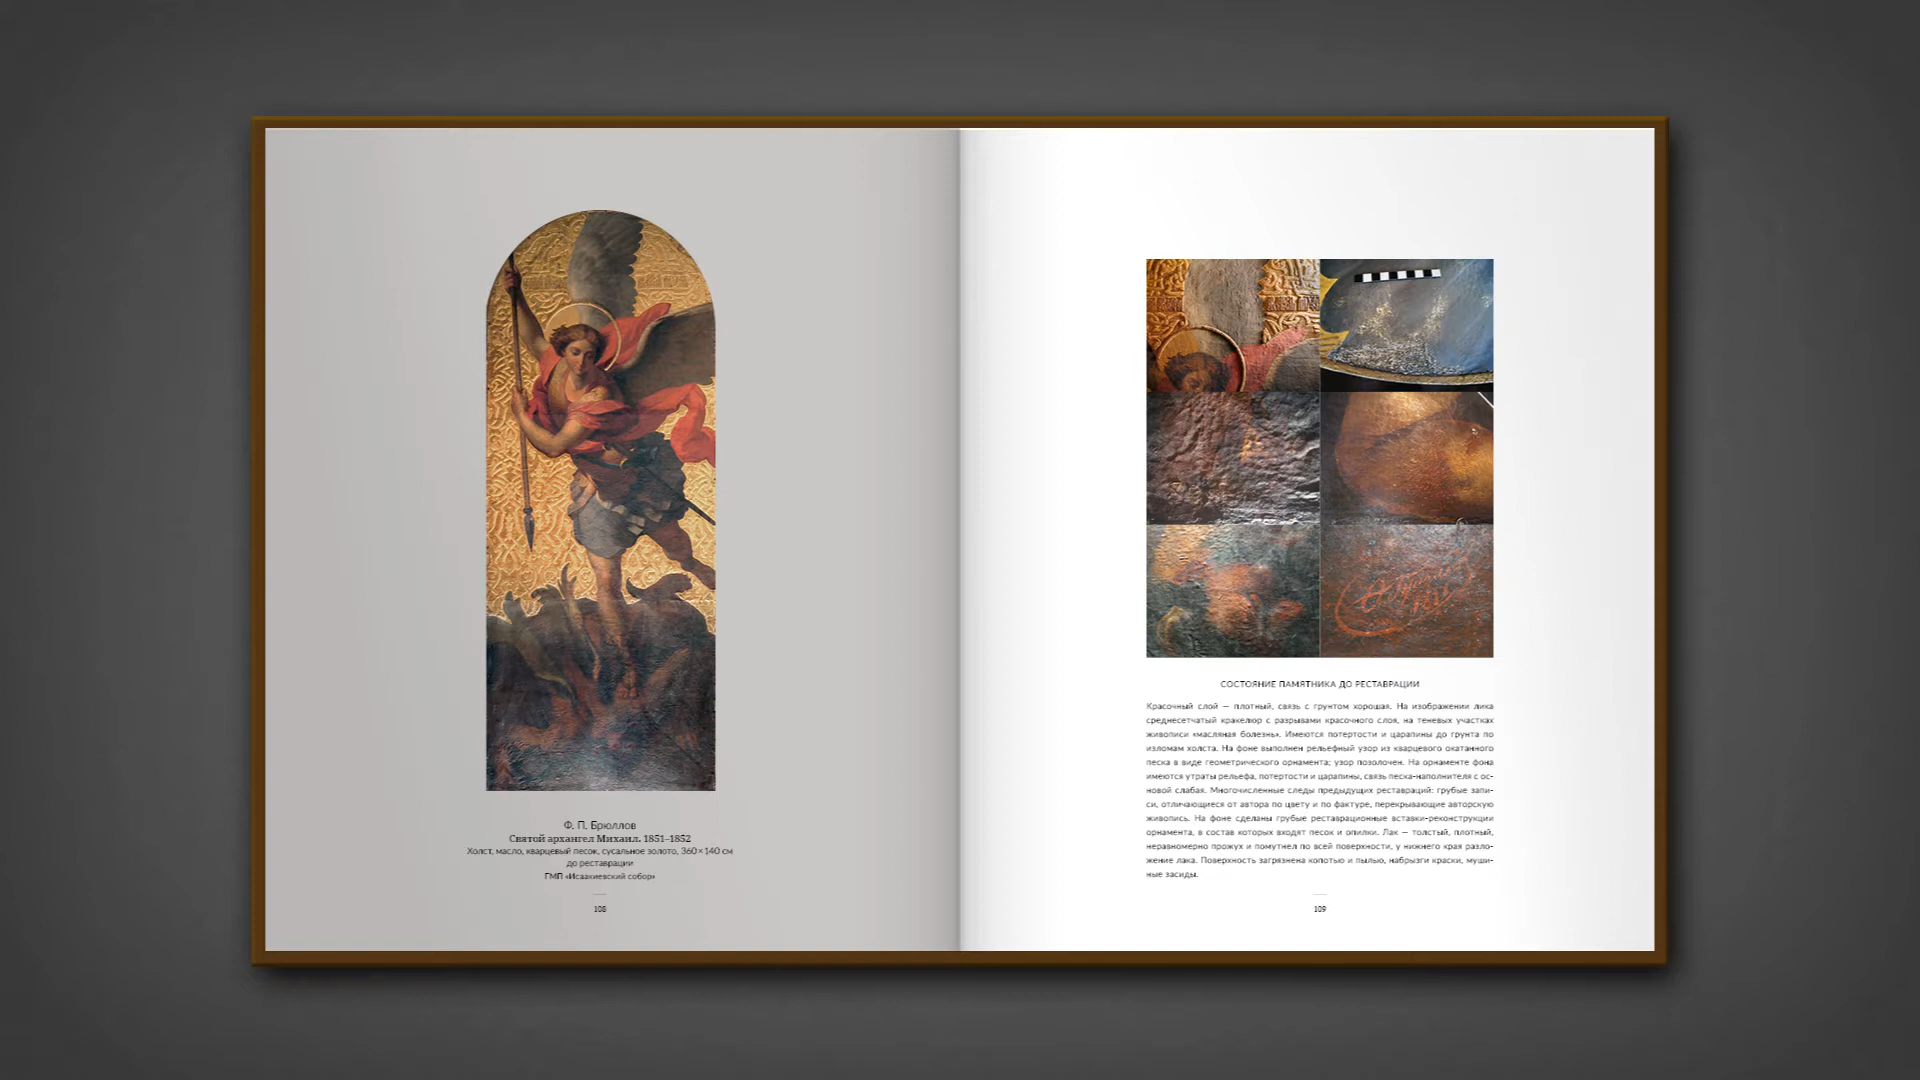 Ф. П. Брюллов
Святой архангел Михаил. 1851–1852
Холст, масло, кварцевый песок, сусальное золото, 360 × 140 см
до реставрации
ГМП «Исаакиевский собор»
108
СОСТОЯНИЕ ПАМЯТНИКА ДО РЕСТАВРАЦИИ
Красочный слой — плотный, связь с грунтом хорошая. На изображении лика
среднесетчатый кракелюр с разрывами красочного слоя, на теневых участках
живописи «масляная болезнь». Имеются потертости и царапины до грунта по
изломам холста. На фоне выполнен рельефный узор из кварцевого окатанного
песка в виде геометрического орнамента; узор позолочен. На орнаменте фона
имеются утраты рельефа, потертости и царапины, связь песка-наполнителя с ос-
новой слабая. Многочисленные следы предыдущих реставраций: грубые запи-
си, отличающиеся от автора по цвету и по фактуре, перекрывающие авторскую
живопись. На фоне сделаны грубые реставрационные вставки-реконструкции
орнамента, в состав которых входят песок и опилки. Лак — толстый, плотный,
неравномерно прожух и помутнел по всей поверхности, у нижнего края разло-
жение лака. Поверхность загрязнена копотью и пылью, набрызги краски, муши-
ные засиды.
109